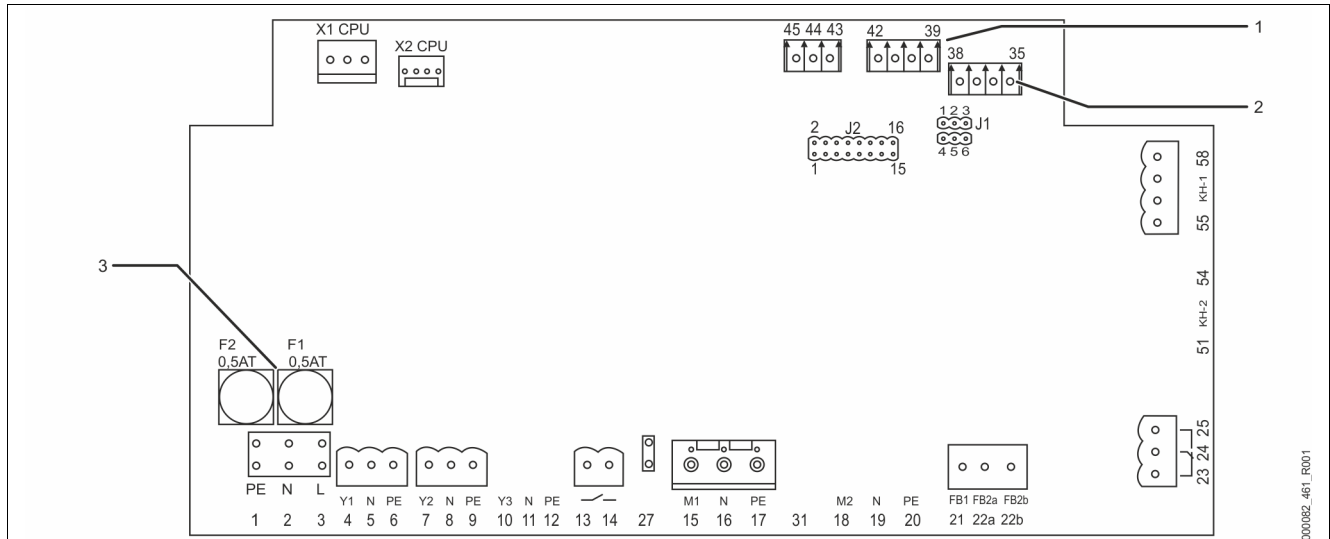 X1 CPU
X2 CPU
45 44 43
42 39
38 35
1
2
1 2 3
J1
4 5 6
2 J2 16
1 15
58
KH-1
55
54
KH-2
51
3
F2 F1
0,5AT 0,5AT
25
24
23
PE N L
Y1 N PE Y2 N PE Y3 N PE M1 N PE M2 N PE FB1 FB2a FB2b
1 2 3 4 5 6 7 8 9 10 11 12 13 14 27 15 16 17 31 18 19 20 21 22a 22b
000082_461_R001